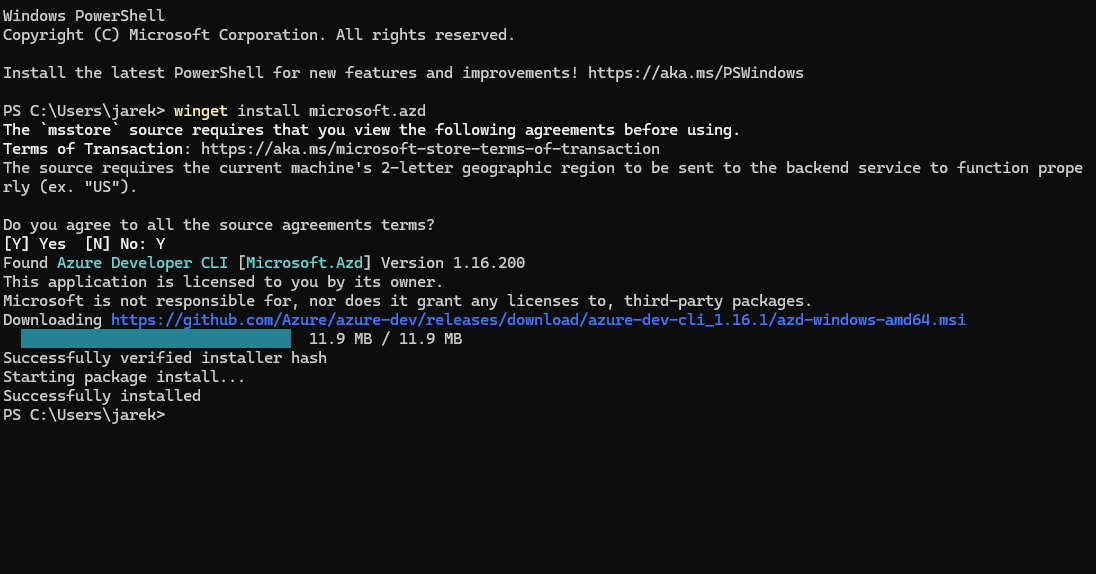 Windows PowerShell
Copyright (C) Microsoft Corporation. All rights reserved.
Install the latest PowerShell for new features and improvements! https://aka.ms/PSWindows
PS C:\Users\jarek> winget install microsoft.azd
The `msstore` source requires that you view the following agreements before using.
Terms of Transaction: https://aka.ms/microsoft-store-terms-of-transaction
The source requires the current machine's 2-letter geographic region to be sent to the backend service to function prope
rly (ex. "US").
Do you agree to all the source agreements terms?
[Y] Yes  [N] No: Y
Found Azure Developer CLI [Microsoft.Azd] Version 1.16.200
This application is licensed to you by its owner.
Microsoft is not responsible for, nor does it grant any licenses to, third-party packages.
Downloading https://github.com/Azure/azure-dev/releases/download/azure-dev-cli_1.16.1/azd-windows-amd64.msi
11.9 MB / 11.9 MB
Successfully verified installer hash
Starting package install...
Successfully installed
PS C:\Users\jarek>